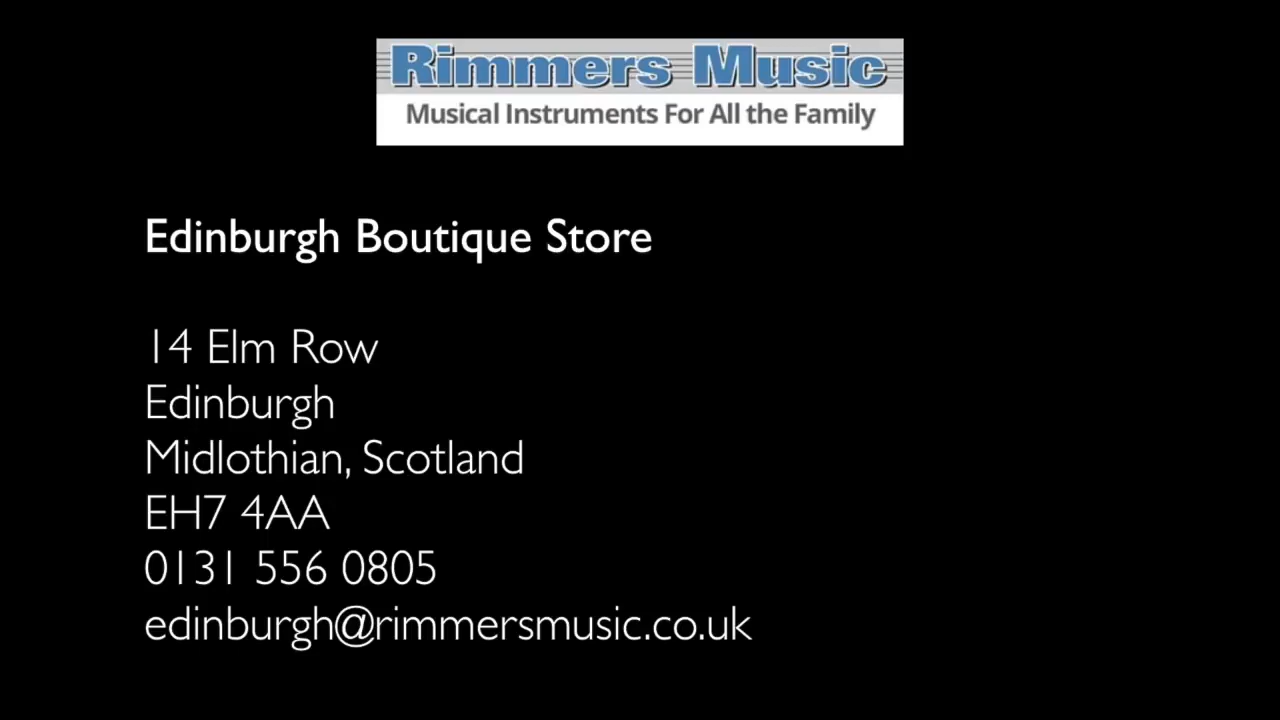 Rimmers Music
Musical Instruments For All the Family
Edinburgh Boutique Store
14 Elm Row
Edinburgh
Midlothian, Scotland
EH7 4AA
0131 556 0805
edinburgh@rimmersmusic.co.uk